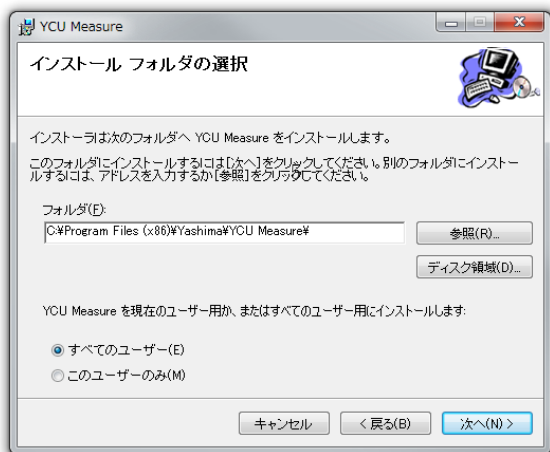 YCU Measure
インストール フォルダの選択
インストーラは次のフォルダへ YCU Measure をインストールします。
このフォルダにインストールするには[次へ]をクリックしてください。別のフォルダにインストー
ルするには、アドレスを入力するか[参照]をクリックしてください。
フォルダ(F):
C:¥Program Files (x86)¥Yashima¥YCU Measure¥
参照(R)...
ディスク領域(D)...
YCU Measure を現在のユーザー用か、またはすべてのユーザー用にインストールします:
すべてのユーザー(E)
このユーザーのみ(M)
キャンセル
< 戻る(B)
次へ(N) >